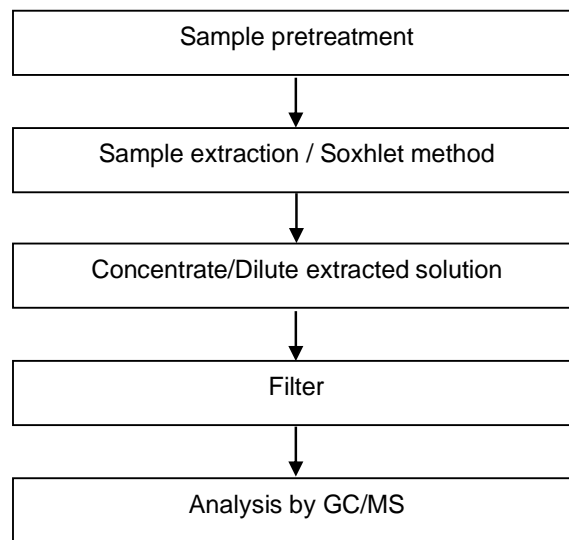 Sample pretreatment
Sample extraction / Soxhlet method
Concentrate/Dilute extracted solution
Filter
Analysis by GC/MS